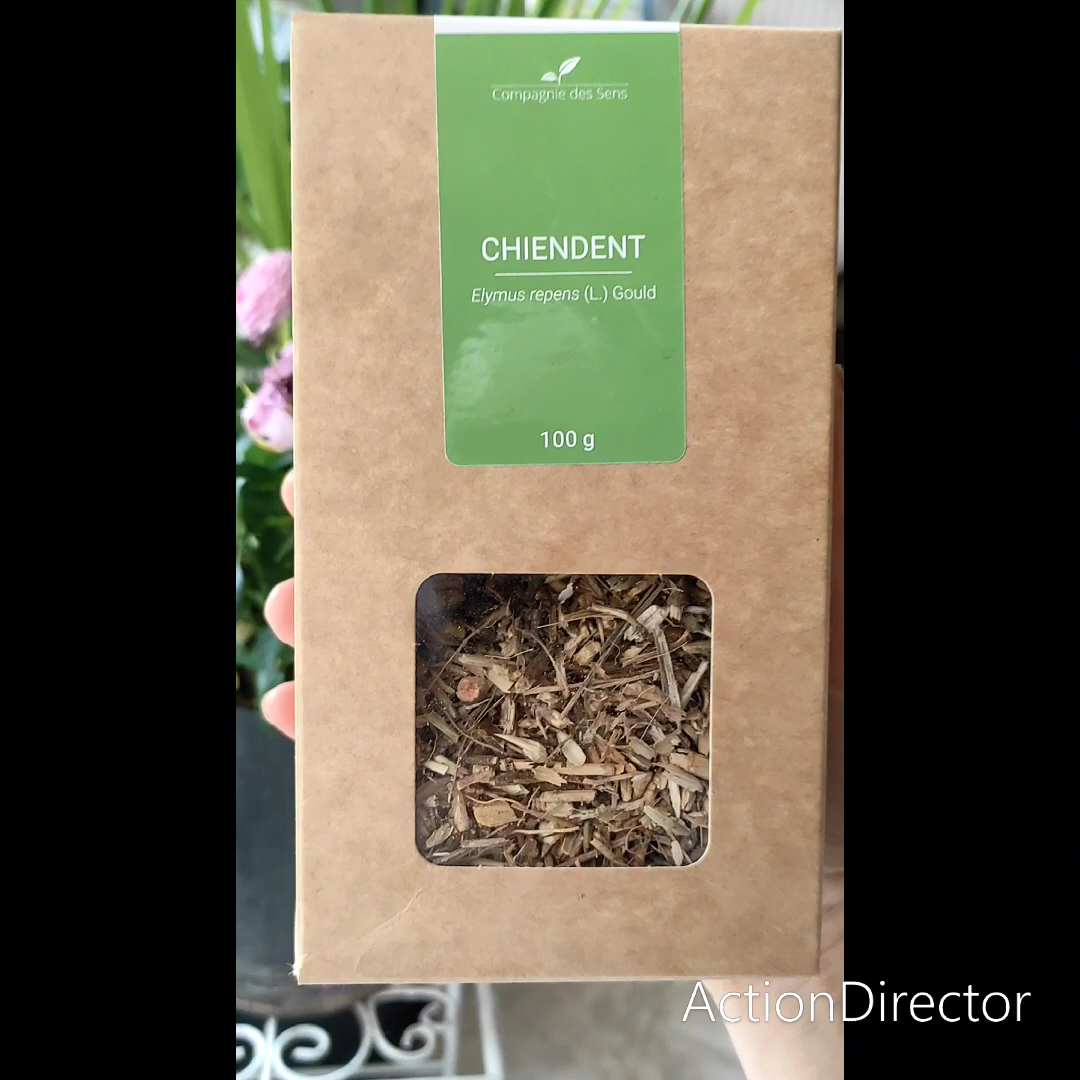 Compagnie des Sens
CHIENDENT
Elymus repens (L.) Gould
100 g
ActionDirector